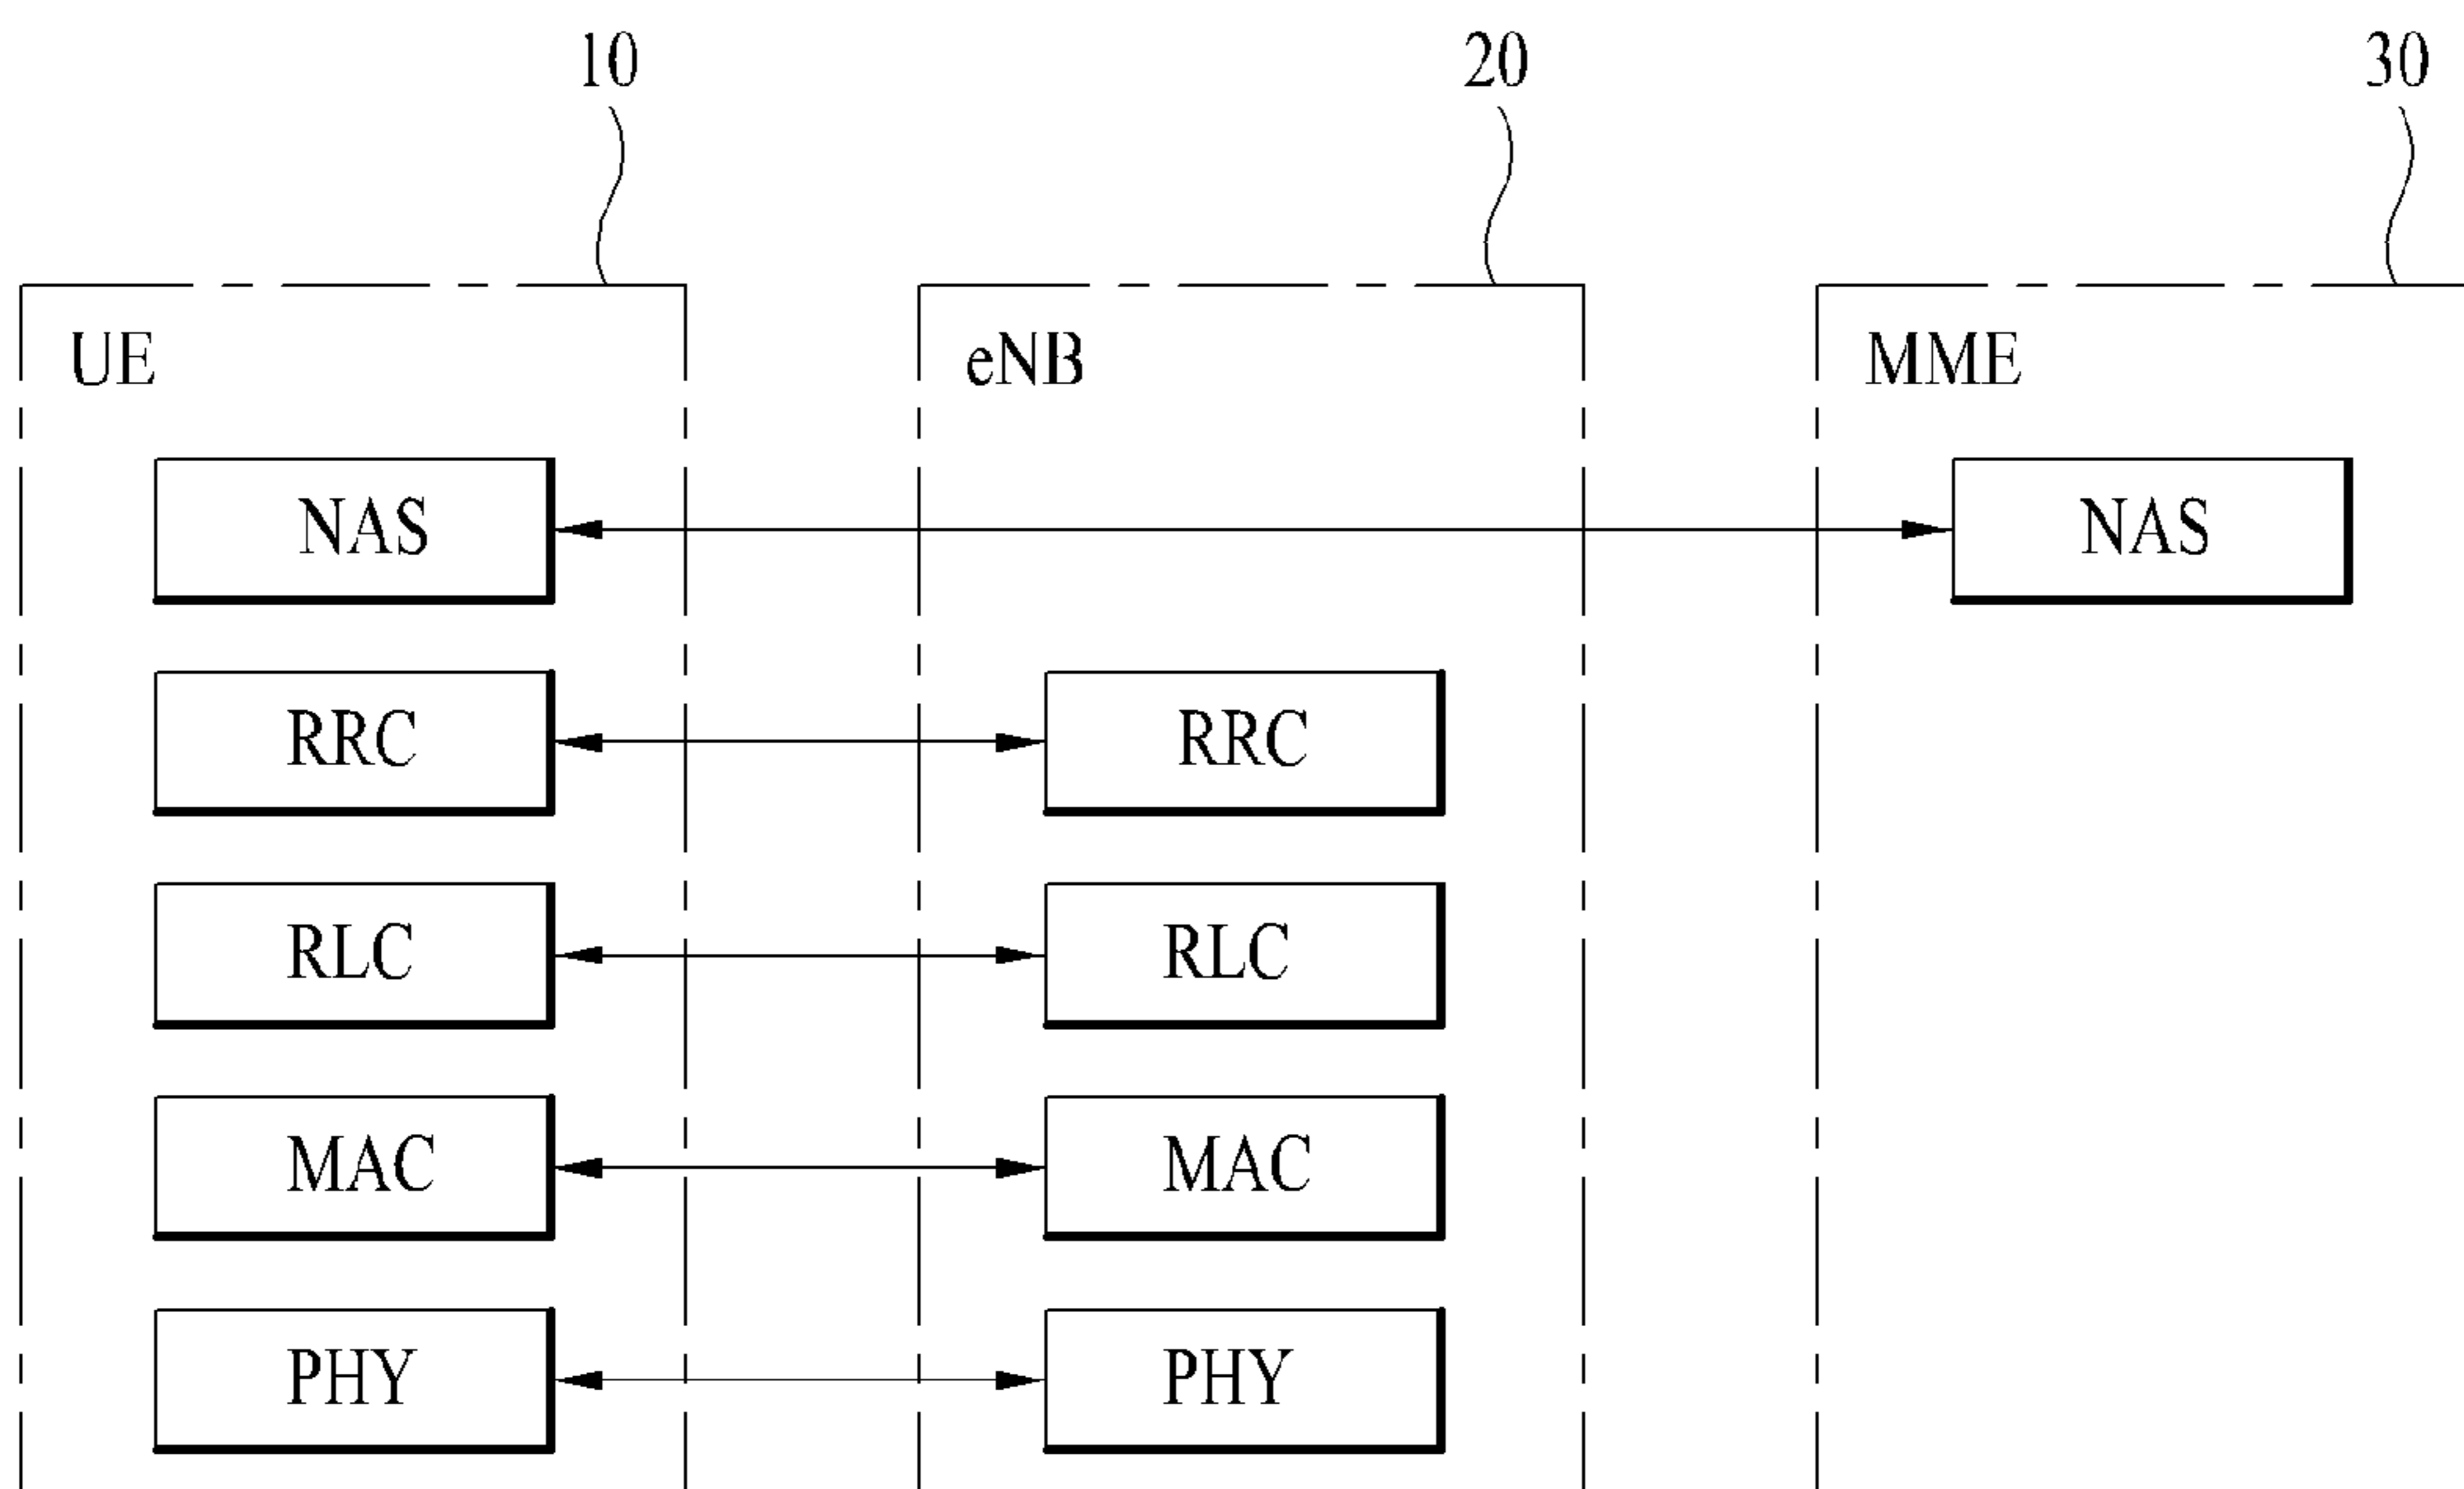 10 20 30
UE eNB MME
NAS NAS
RRC RRC
RLC RLC
MAC MAC
PHY PHY